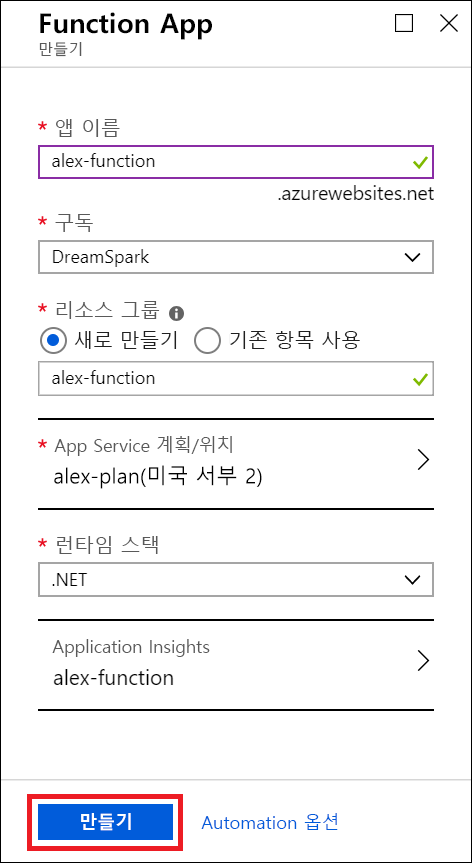 Function App
만들기
* 앱 이름
alex-function
.azurewebsites.net
* 구독
DreamSpark
* 리소스 그룹
새로 만들기 기존 항목 사용
alex-function
* App Service 계획/위치
alex-plan(미국 서부 2)
* 런타임 스택
.NET
Application Insights
alex-function
만들기 Automation 옵션